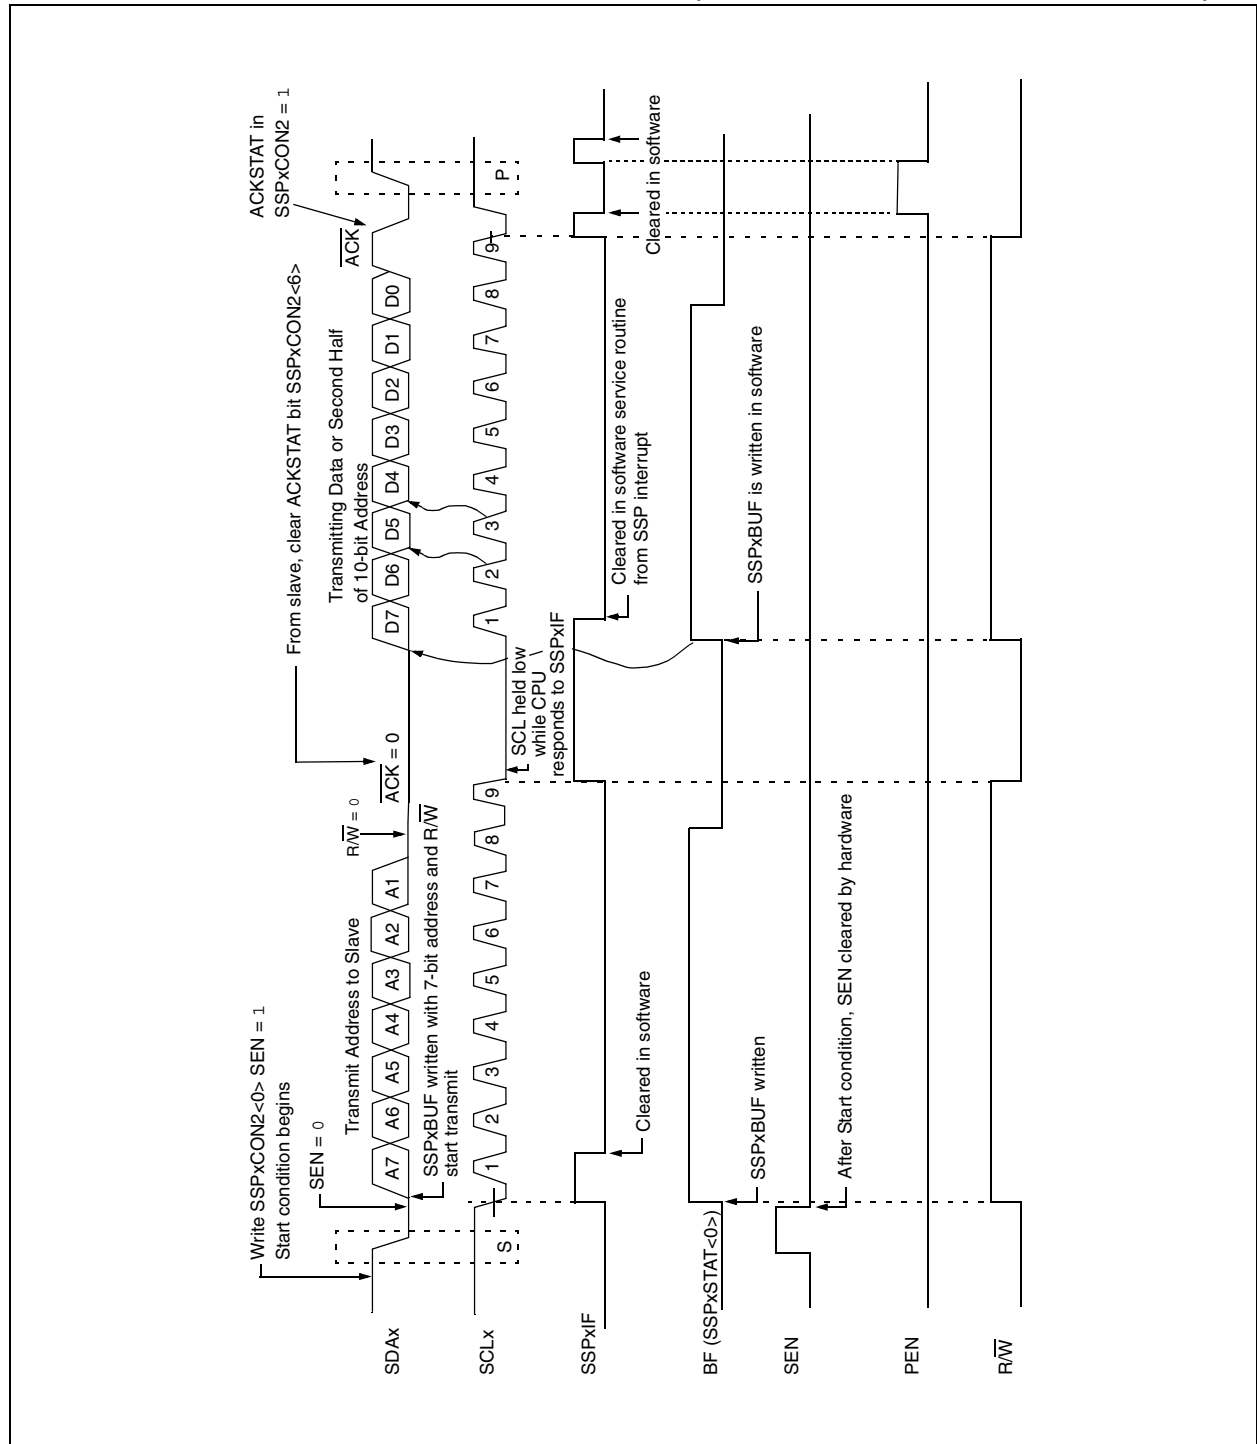 Write SSPxCON2<0> SEN = 1
Start condition begins
SEN = 0
Transmit Address to Slave
R/W = 0
From slave, clear ACKSTAT bit SSPxCON2<6>
ACK = 0
Transmitting Data or Second Half
of 10-bit Address
ACKSTAT in
SSPxCON2 = 1
ACK
SDAx
A7 A6 A5 A4 A3 A2 A1 D7 D6 D5 D4 D3 D2 D1 D0
SSPxBUF written with 7-bit address and R/W
start transmit
SCLx
S 1 2 3 4 5 6 7 8 9 1 2 3 4 5 6 7 8 9 P
SCL held low
while CPU
responds to SSPxIF
SSPxIF
Cleared in software
Cleared in software service routine
from SSP interrupt
Cleared in software
BF (SSPxSTAT<0>)
SSPxBUF written
SSPxBUF is written in software
SEN
After Start condition, SEN cleared by hardware
PEN
R/W